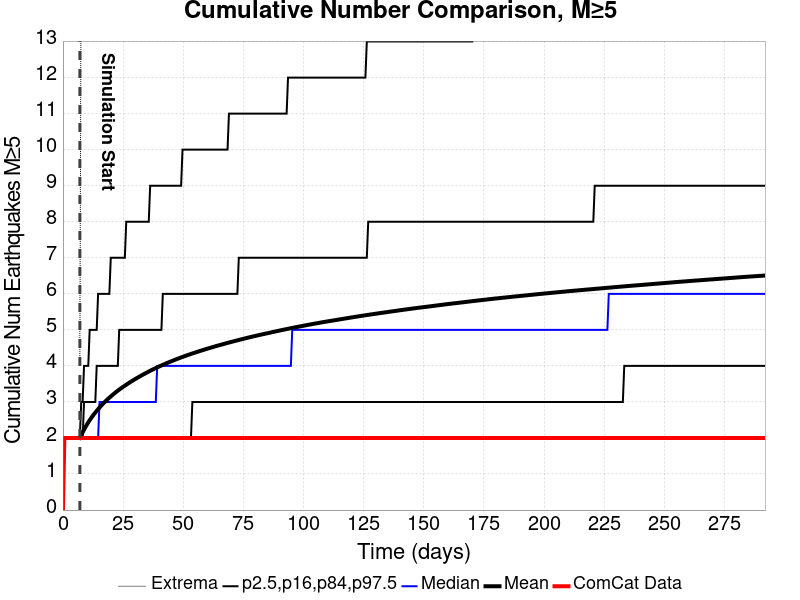 Cumulative Number Comparison, M≥5
Cumulative Num Earthquakes M≥5
13
12
11
10
9
8
7
6
5
4
3
2
1
0
Simulation Start
0 25 50 75 100 125 150 175 200 225 250 275
Time (days)
Extrema p2.5,p16,p84,p97.5 Median Mean ComCat Data